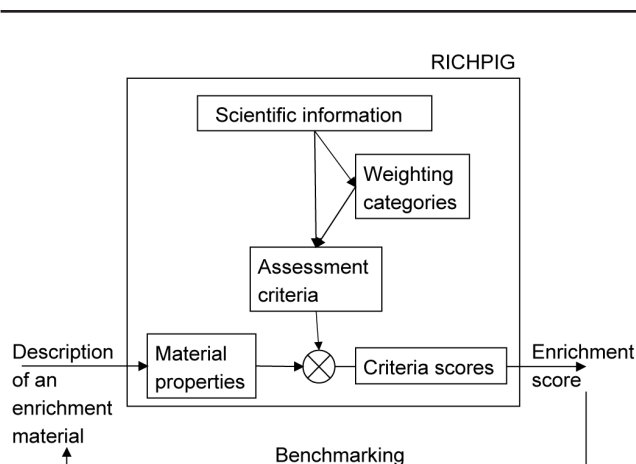 RICHPIG
Scientific information
Weighting
categories
Assessment
criteria
Description
of an
enrichment
material
Material
properties
Criteria scores
Enrichment
score
Benchmarking